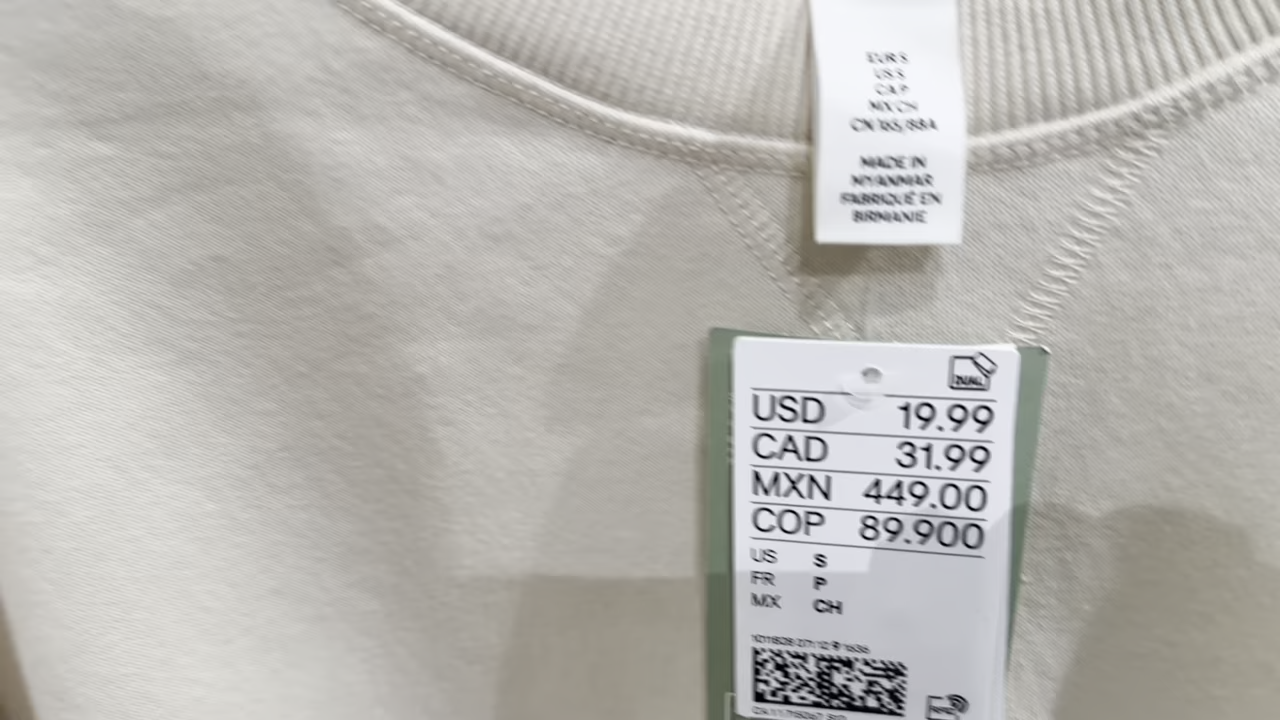 EUR S
US S
CA P
MX CH
CN 165/88A
MADE IN
MYANMAR
FABRIQUÉ EN
BIRMANIE
DUAL
USD 19.99
CAD 31.99
MXN 449.00
COP 89.900
US S
FR P
MX CH